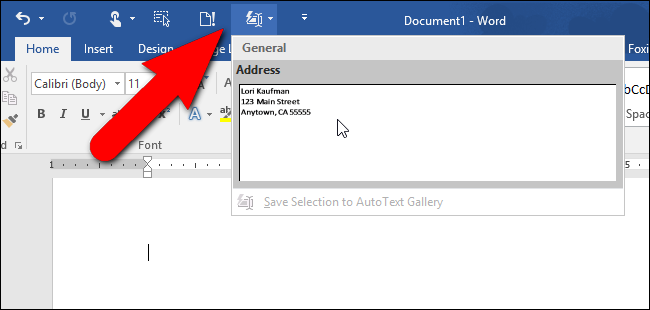 Document1 - Word
Home Insert Design ge L Foxi
General
Address
Calibri (Body) 11
Lori Kaufman
123 Main Street
Anytown, CA 55555
bCcD
Spac
Font
Save Selection to AutoText Gallery
1 5